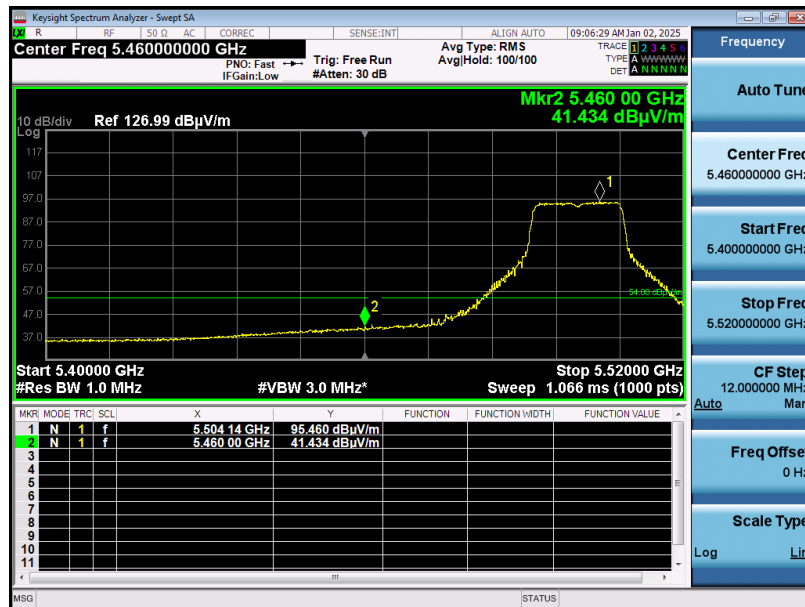 Keysight Spectrum Analyzer - Swept SA
LXI R RF 50 Ω AC CORREC SENSE:INT ALIGN AUTO 09:06:29 AM Jan 02, 2025
Center Freq 5.460000000 GHz
PNO: Fast
IFGain:Low
Trig: Free Run
#Atten: 30 dB
Avg Type: RMS
Avg|Hold: 100/100
TRACE 1 2 3 4 5 6
TYPE A W W W W W
DET A N N N N N
Mkr2 5.460 00 GHz
41.434 dBµV/m
10 dB/div Ref 126.99 dBµV/m
Log
117
107
97.0
87.0
77.0
67.0
57.0
47.0
37.0
1
2
54.00 dBµV/m
Start 5.40000 GHz Stop 5.52000 GHz
#Res BW 1.0 MHz #VBW 3.0 MHz* Sweep 1.066 ms (1000 pts)
MKR MODE TRC SCL X Y FUNCTION FUNCTION WIDTH FUNCTION VALUE
1 N 1 f 5.504 14 GHz 95.460 dBµV/m
2 N 1 f 5.460 00 GHz 41.434 dBµV/m
3
4
5
6
7
8
9
10
11
MSG STATUS
Frequency
Auto Tune
Center Freq
5.460000000 GHz
Start Freq
5.400000000 GHz
Stop Freq
5.520000000 GHz
CF Step
12.000000 MHz
Auto Man
Freq Offset
0 Hz
Scale Type
Log Lin